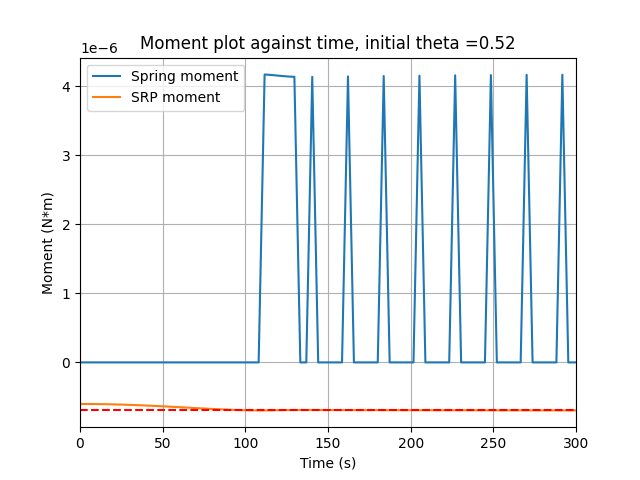 Moment plot against time, initial theta =0.52
1e−6
Spring moment
SRP moment
4
3
2
1
0
Moment (N*m)
0 50 100 150 200 250 300
Time (s)